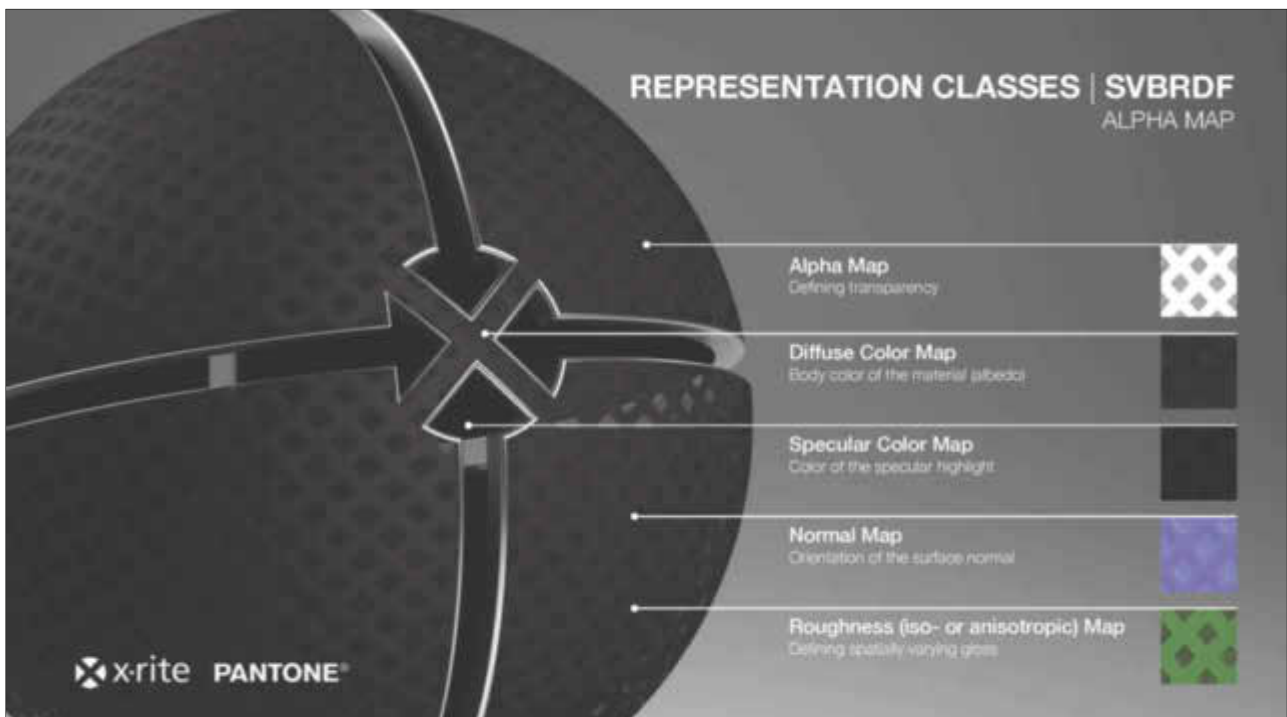 REPRESENTATION CLASSES | SVBRDF
ALPHA MAP
Alpha Map
Defining transparency
Diffuse Color Map
Body color of the material (albedo)
Specular Color Map
Color of the specular highlight
Normal Map
Orientation of the surface normal
Roughness (iso- or anisotropic) Map
Defining spatially varying gloss
x·rite PANTONE®